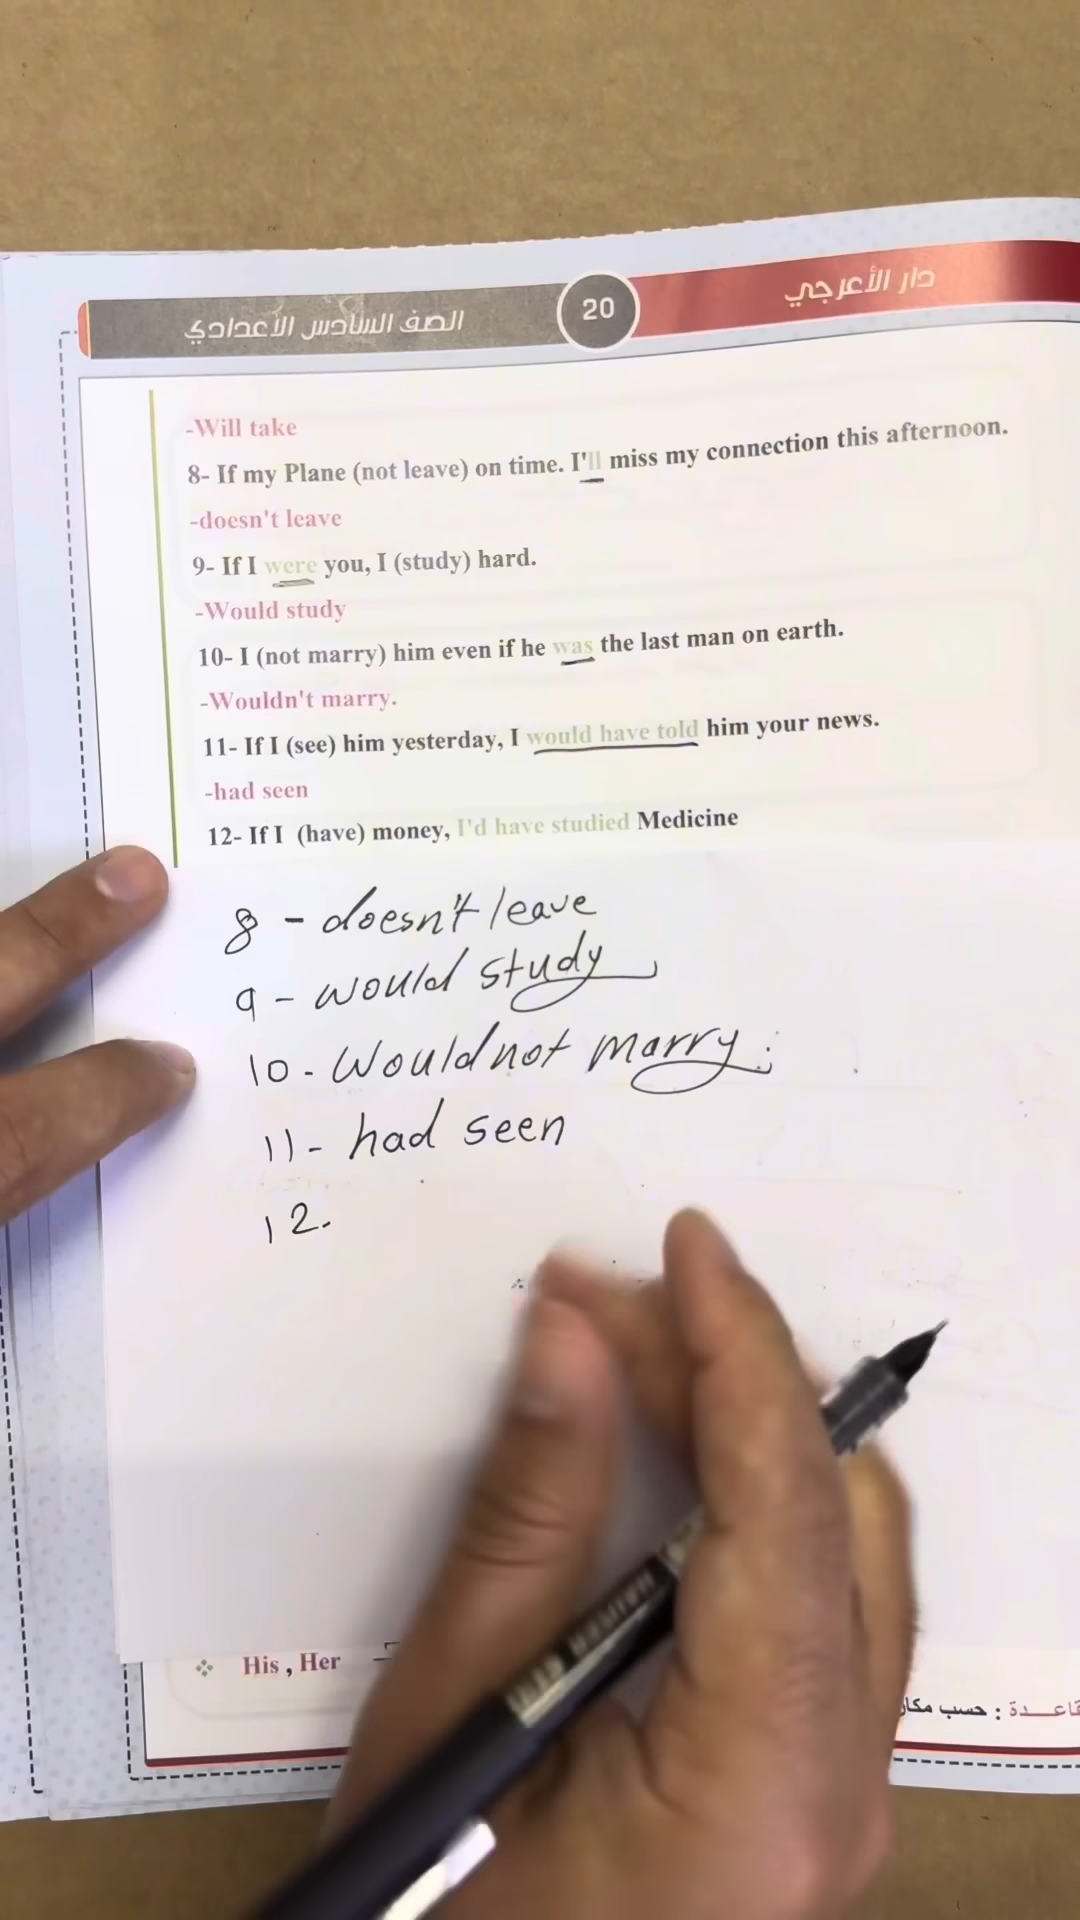 الصف السادس الأعدادي
20
دار الأعرجي
-Will take
8- If my Plane (not leave) on time. I'll miss my connection this afternoon.
-doesn't leave
9- If I were you, I (study) hard.
-Would study
10- I (not marry) him even if he was the last man on earth.
-Wouldn't marry.
11- If I (see) him yesterday, I would have told him your news.
-had seen
12- If I (have) money, I'd have studied Medicine
8 - doesn't leave
9 - would study
10 - Would not marry.
11 - had seen
12.
His , Her
حسب مكا